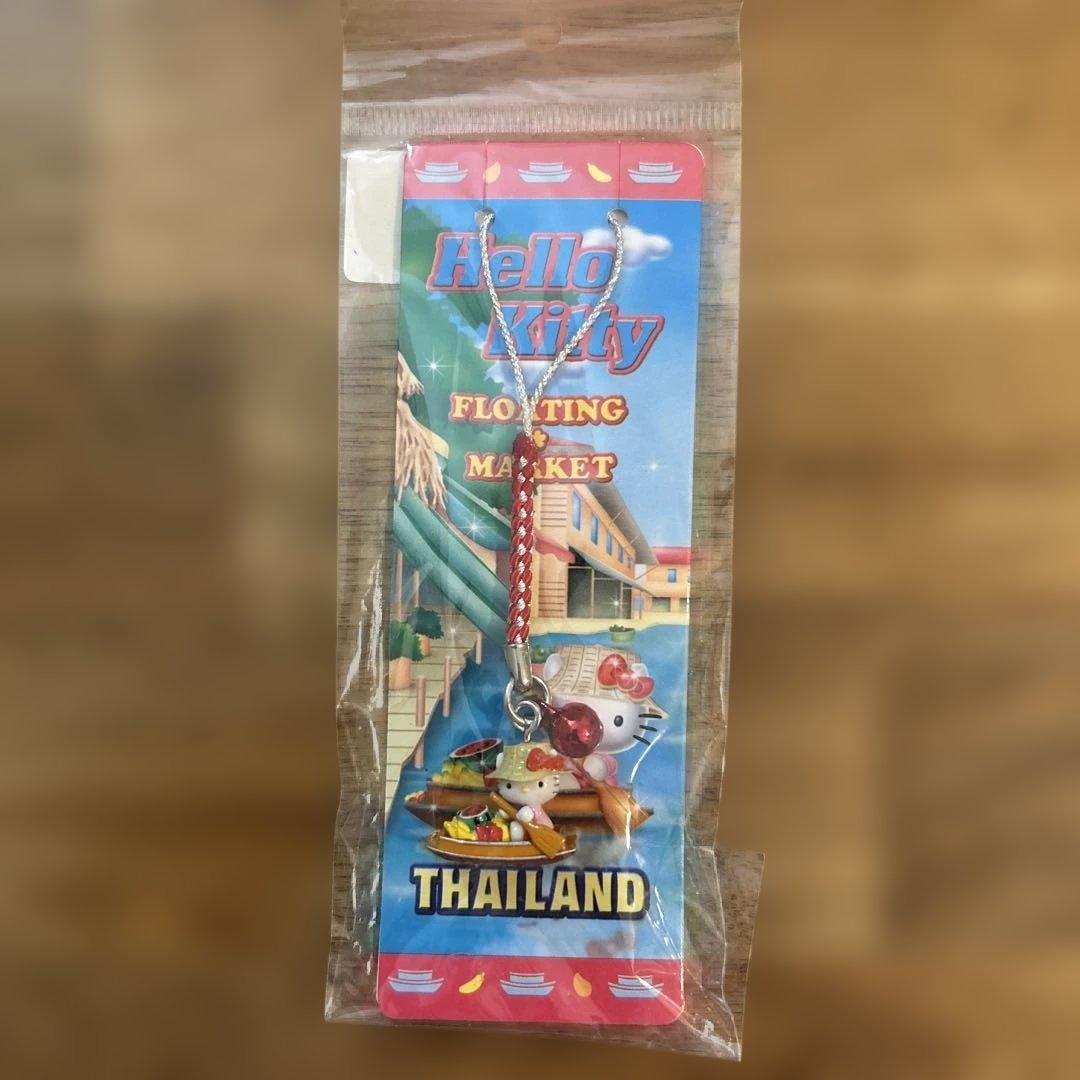 Hello
Kitty
FLOATING
MARKET
THAILAND